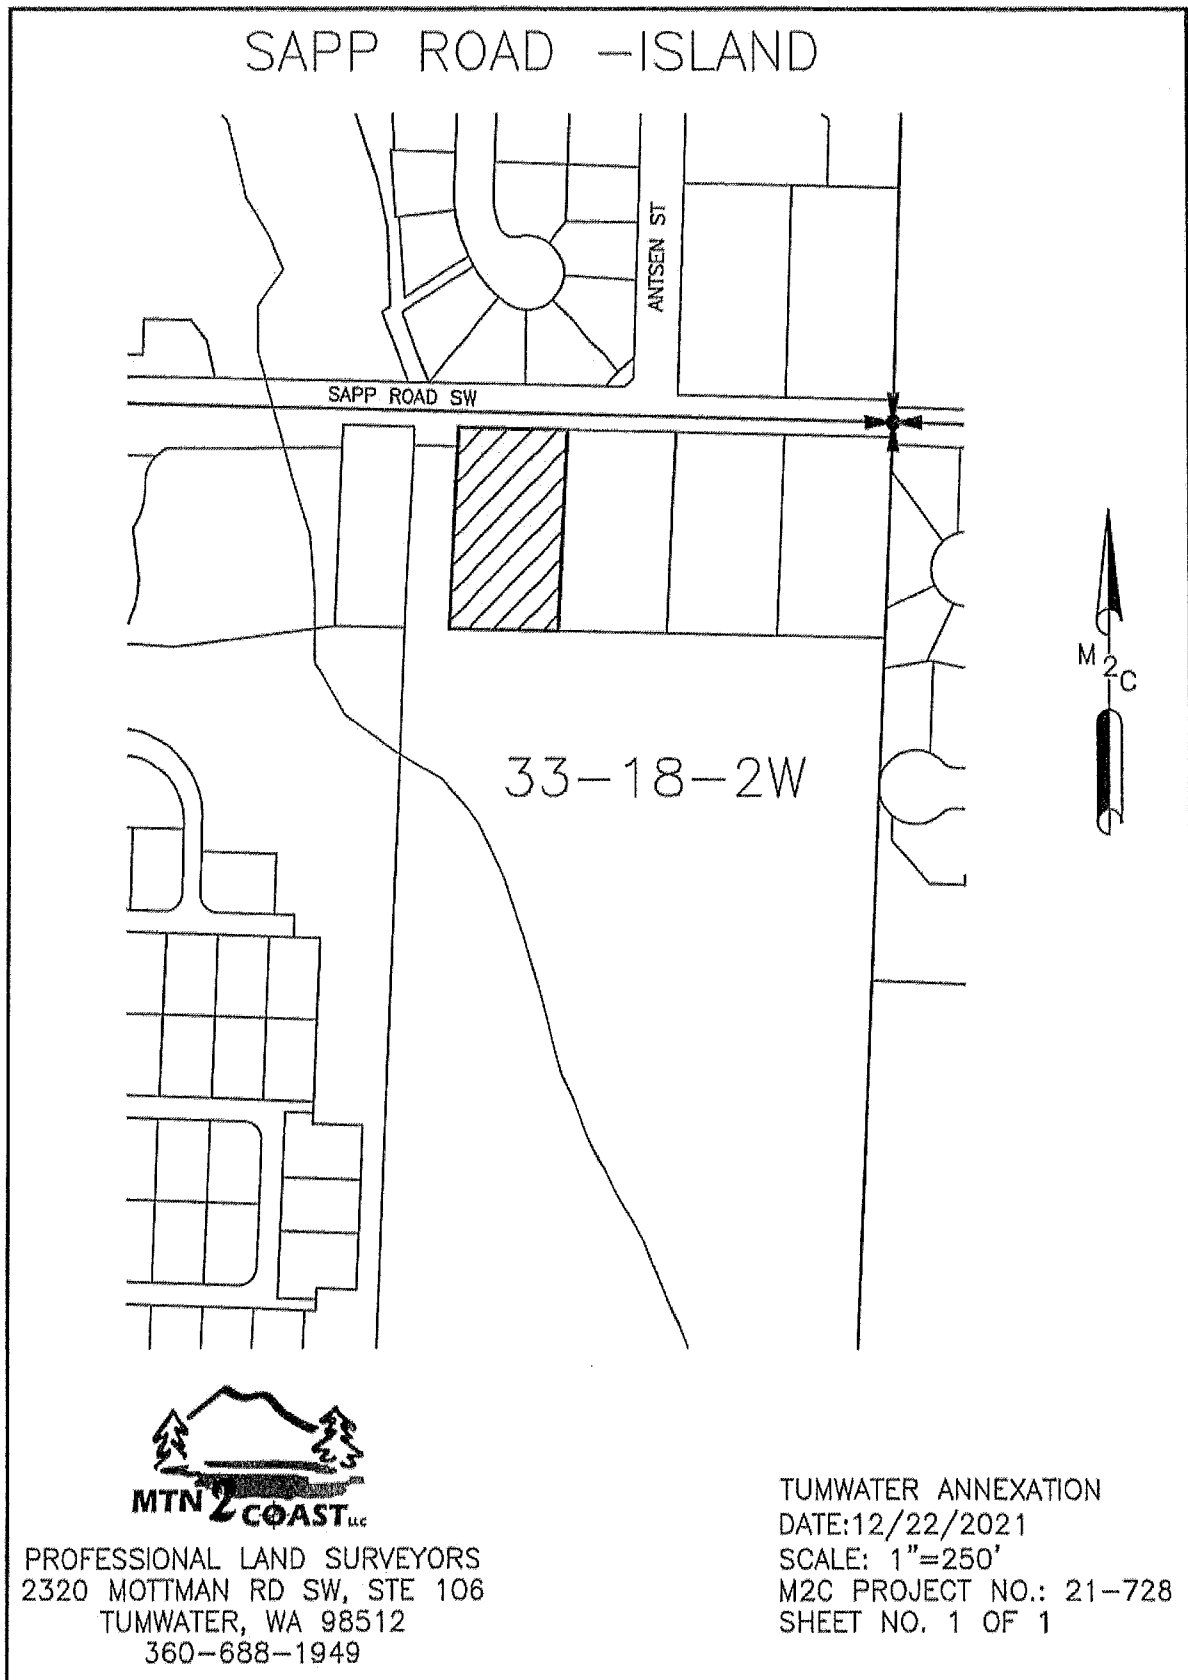 SAPP ROAD -ISLAND
ANTSEN ST
SAPP ROAD SW
M2C
33-18-2W
MTN 2 COAST LLC
PROFESSIONAL LAND SURVEYORS
2320 MOTTMAN RD SW, STE 106
TUMWATER, WA 98512
360-688-1949
TUMWATER ANNEXATION
DATE:12/22/2021
SCALE: 1"=250'
M2C PROJECT NO.: 21-728
SHEET NO. 1 OF 1